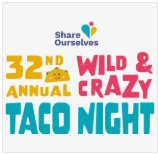 Share
Ourselves
32ND WILD &
ANNUAL CRAZY
TACO NIGHT